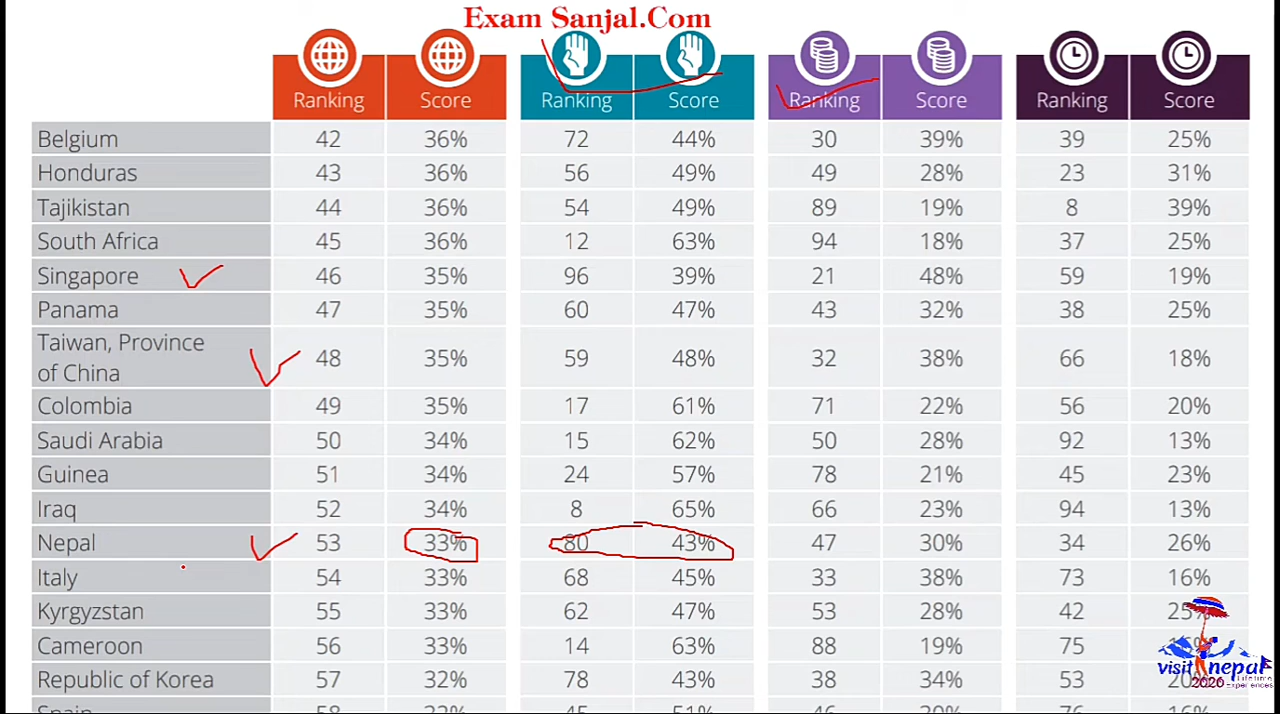 Exam Sanjal.Com
Ranking Score Ranking Score Ranking Score Ranking Score
Belgium 42 36% 72 44% 30 39% 39 25%
Honduras 43 36% 56 49% 49 28% 23 31%
Tajikistan 44 36% 54 49% 89 19% 8 39%
South Africa 45 36% 12 63% 94 18% 37 25%
Singapore 46 35% 96 39% 21 48% 59 19%
Panama 47 35% 60 47% 43 32% 38 25%
Taiwan, Province
of China 48 35% 59 48% 32 38% 66 18%
Colombia 49 35% 17 61% 71 22% 56 20%
Saudi Arabia 50 34% 15 62% 50 28% 92 13%
Guinea 51 34% 24 57% 78 21% 45 23%
Iraq 52 34% 8 65% 66 23% 94 13%
Nepal 53 33% 80 43% 47 30% 34 26%
Italy 54 33% 68 45% 33 38% 73 16%
Kyrgyzstan 55 33% 62 47% 53 28% 42 25%
Cameroon 56 33% 14 63% 88 19% 75
Republic of Korea 57 32% 78 43% 38 34% 53 20%
visit nepal
2020 Lifetime
Experiences